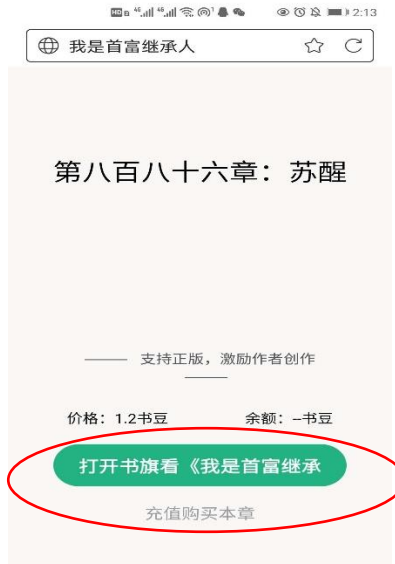 2:13
我是首富继承人
第八百八十六章：苏醒
支持正版，激励作者创作
价格：1.2书豆 余额：--书豆
打开书旗看《我是首富继承
充值购买本章